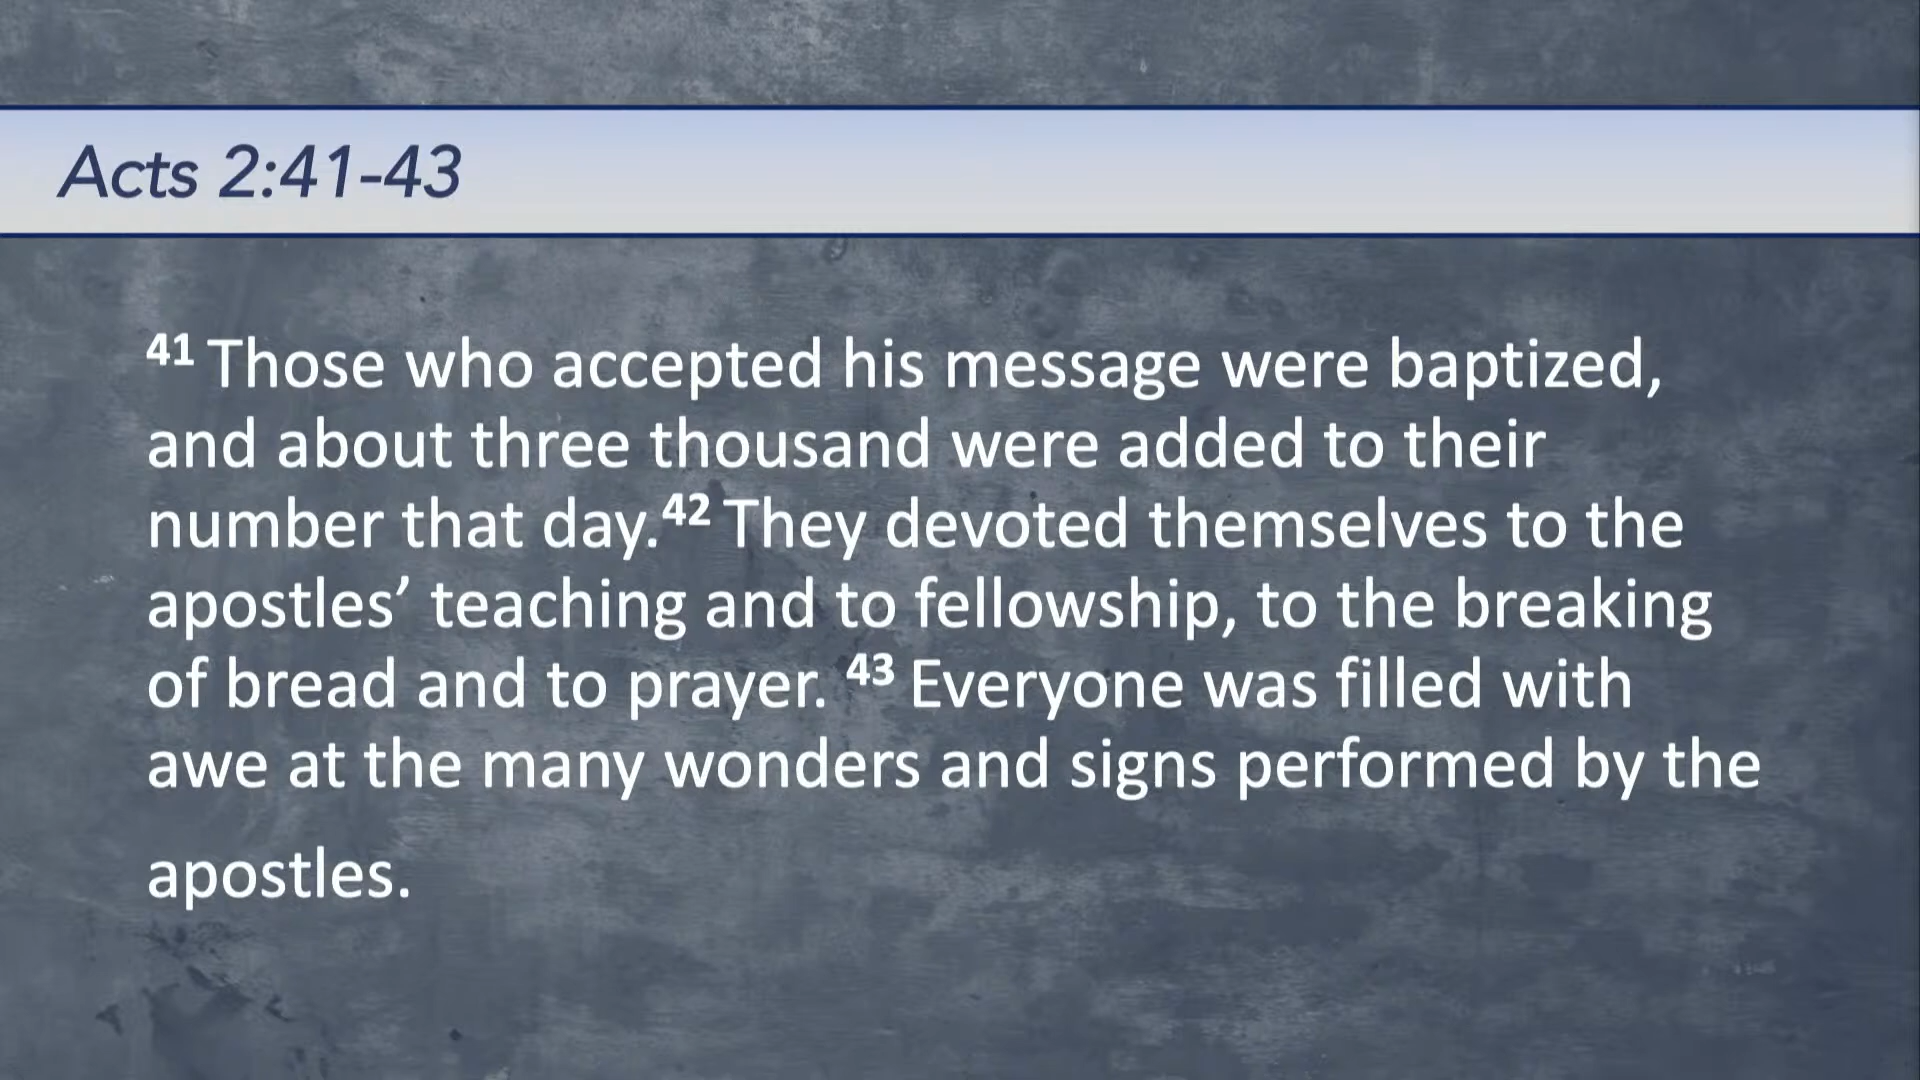 Acts 2:41-43
41 Those who accepted his message were baptized,
and about three thousand were added to their
number that day.42 They devoted themselves to the
apostles’ teaching and to fellowship, to the breaking
of bread and to prayer. 43 Everyone was filled with
awe at the many wonders and signs performed by the
apostles.